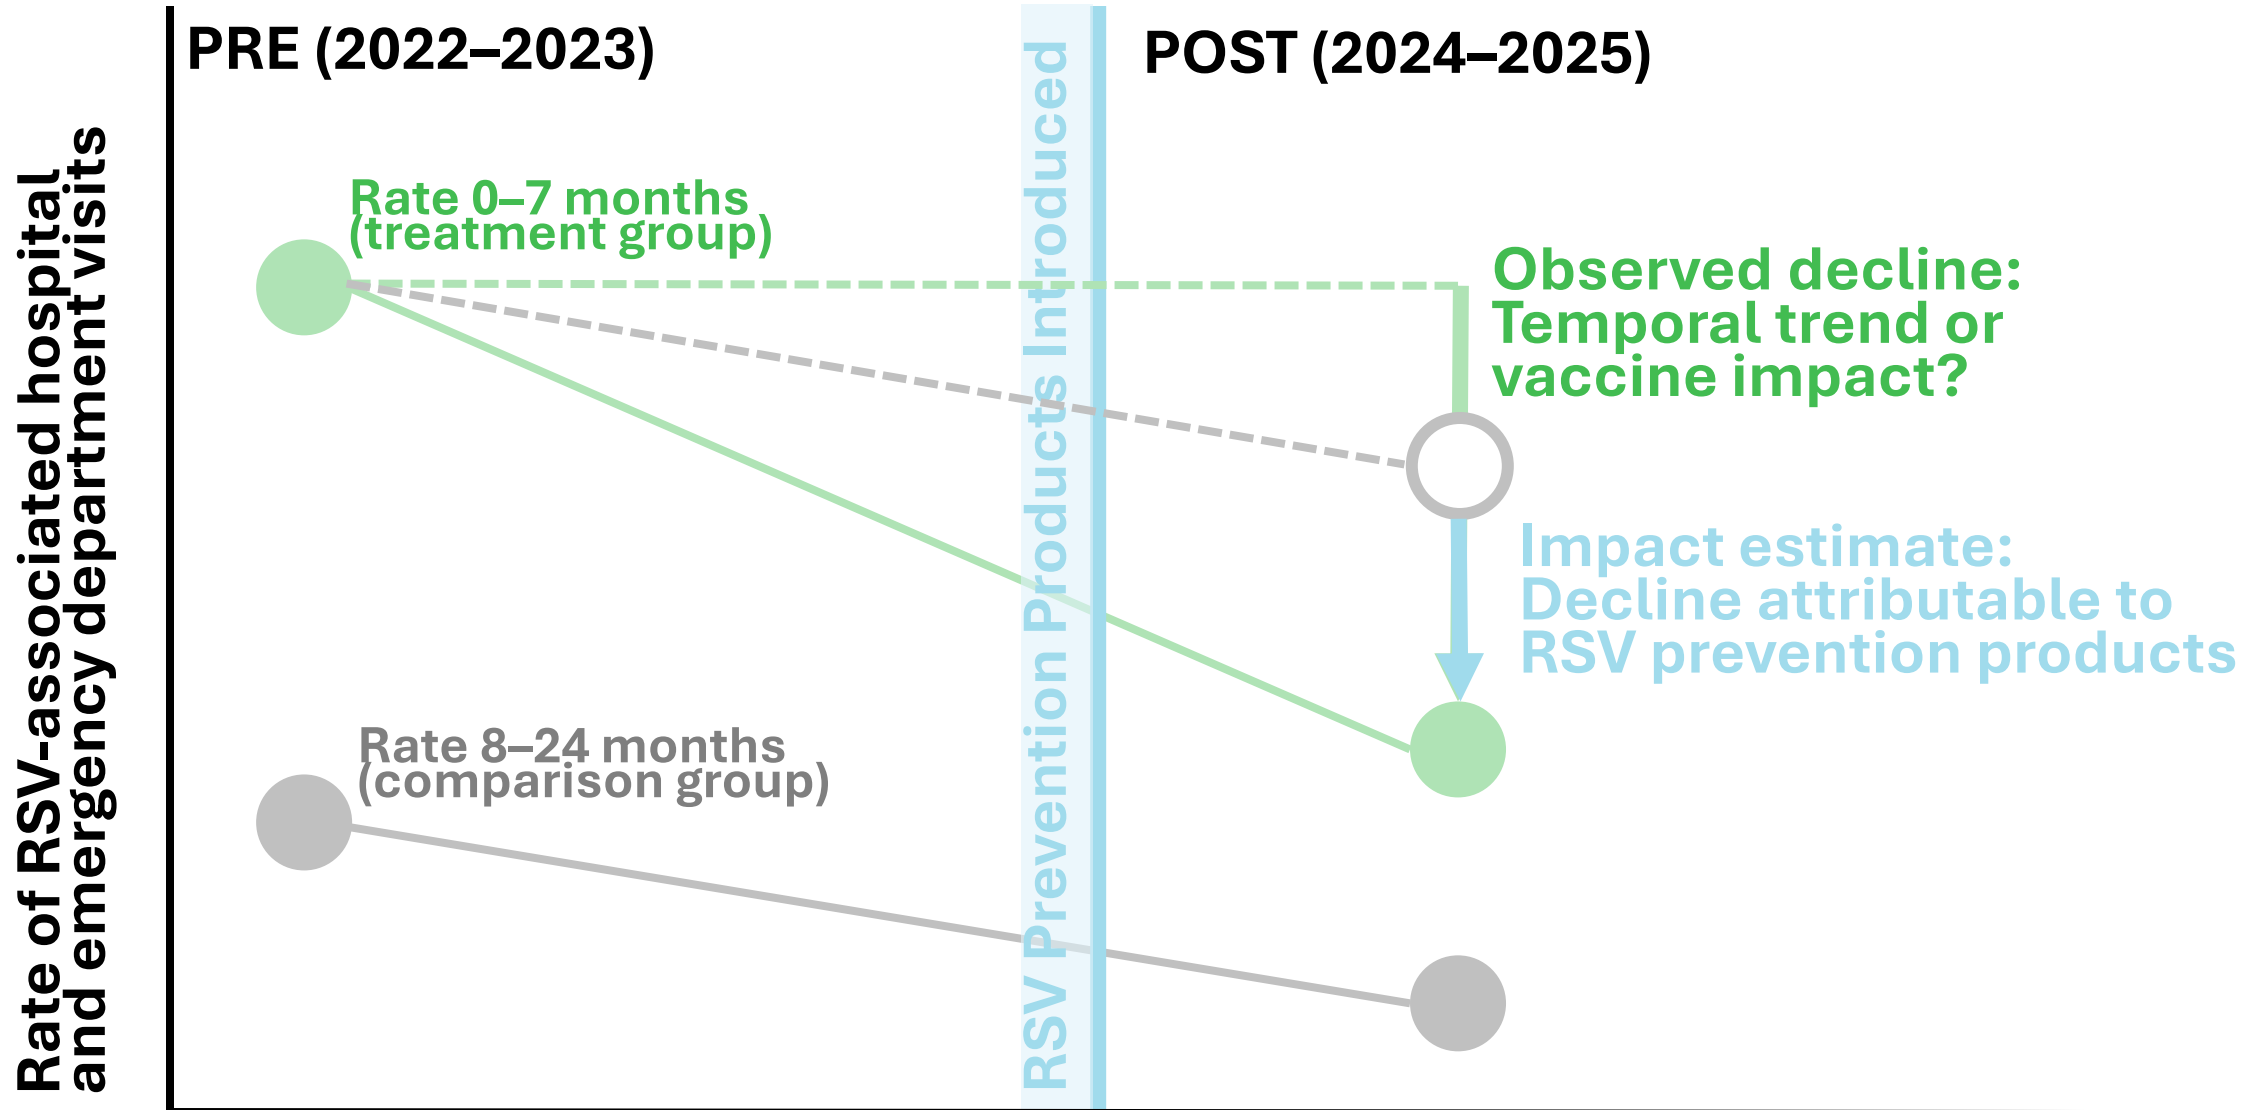 PRE (2022–2023)
POST (2024–2025)
Rate of RSV-associated hospital
and emergency department visits
Rate 0–7 months
(treatment group)
RSV Prevention Products Introduced
Observed decline:
Temporal trend or
vaccine impact?
Impact estimate:
Decline attributable to
RSV prevention products
Rate 8–24 months
(comparison group)